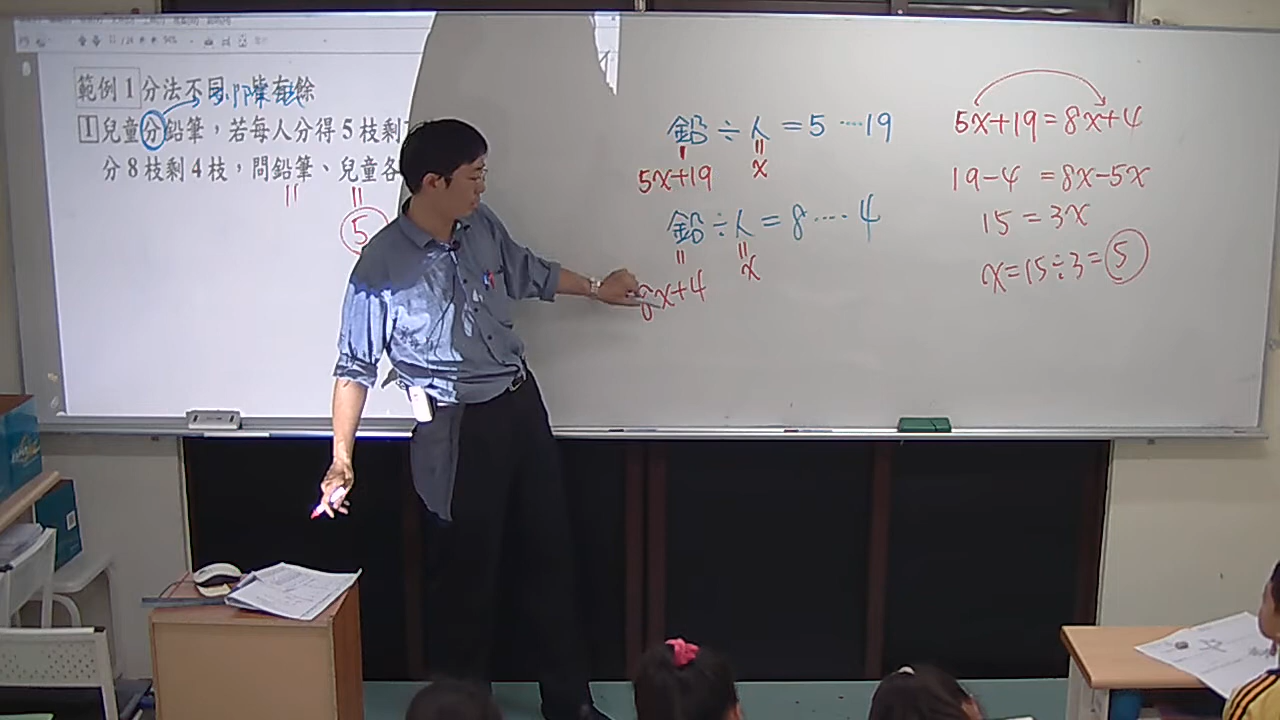 範例1 分法不同,皆有餘
1 兒童分鉛筆,若每人分得5枝剩
分8枝剩4枝,問鉛筆、兒童各
=
=
5
鉛÷人=5····19
=
=
5x+19
x
鉛÷人=8····4
=
=
8x+4
x
5x+19=8x+4
19-4=8x-5x
15=3x
x=15÷3=5